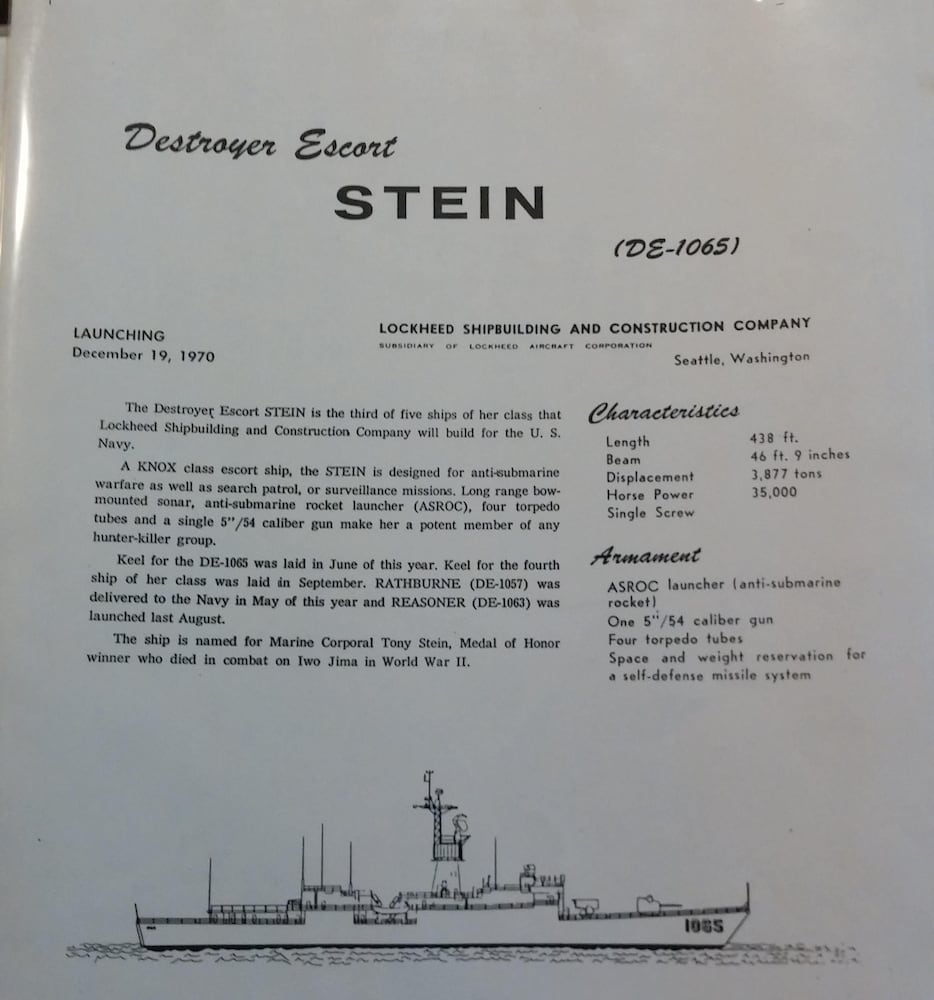 Destroyer Escort
STEIN
(DE-1065)
LAUNCHING
December 19, 1970
LOCKHEED SHIPBUILDING AND CONSTRUCTION COMPANY
SUBSIDIARY OF LOCKHEED AIRCRAFT CORPORATION
Seattle, Washington
The Destroyer Escort STEIN is the third of five ships of her class that
Lockheed Shipbuilding and Construction Company will build for the U. S.
Navy.
A KNOX class escort ship, the STEIN is designed for anti-submarine
warfare as well as search patrol, or surveillance missions. Long range bow-
mounted sonar, anti-submarine rocket launcher (ASROC), four torpedo
tubes and a single 5"/54 caliber gun make her a potent member of any
hunter-killer group.
Keel for the DE-1065 was laid in June of this year. Keel for the fourth
ship of her class was laid in September. RATHBURNE (DE-1057) was
delivered to the Navy in May of this year and REASONER (DE-1063) was
launched last August.
The ship is named for Marine Corporal Tony Stein, Medal of Honor
winner who died in combat on Iwo Jima in World War II.
Characteristics
Length 438 ft.
Beam 46 ft. 9 inches
Displacement 3,877 tons
Horse Power 35,000
Single Screw
Armament
ASROC launcher (anti-submarine
rocket)
One 5"/54 caliber gun
Four torpedo tubes
Space and weight reservation for
a self-defense missile system
1065